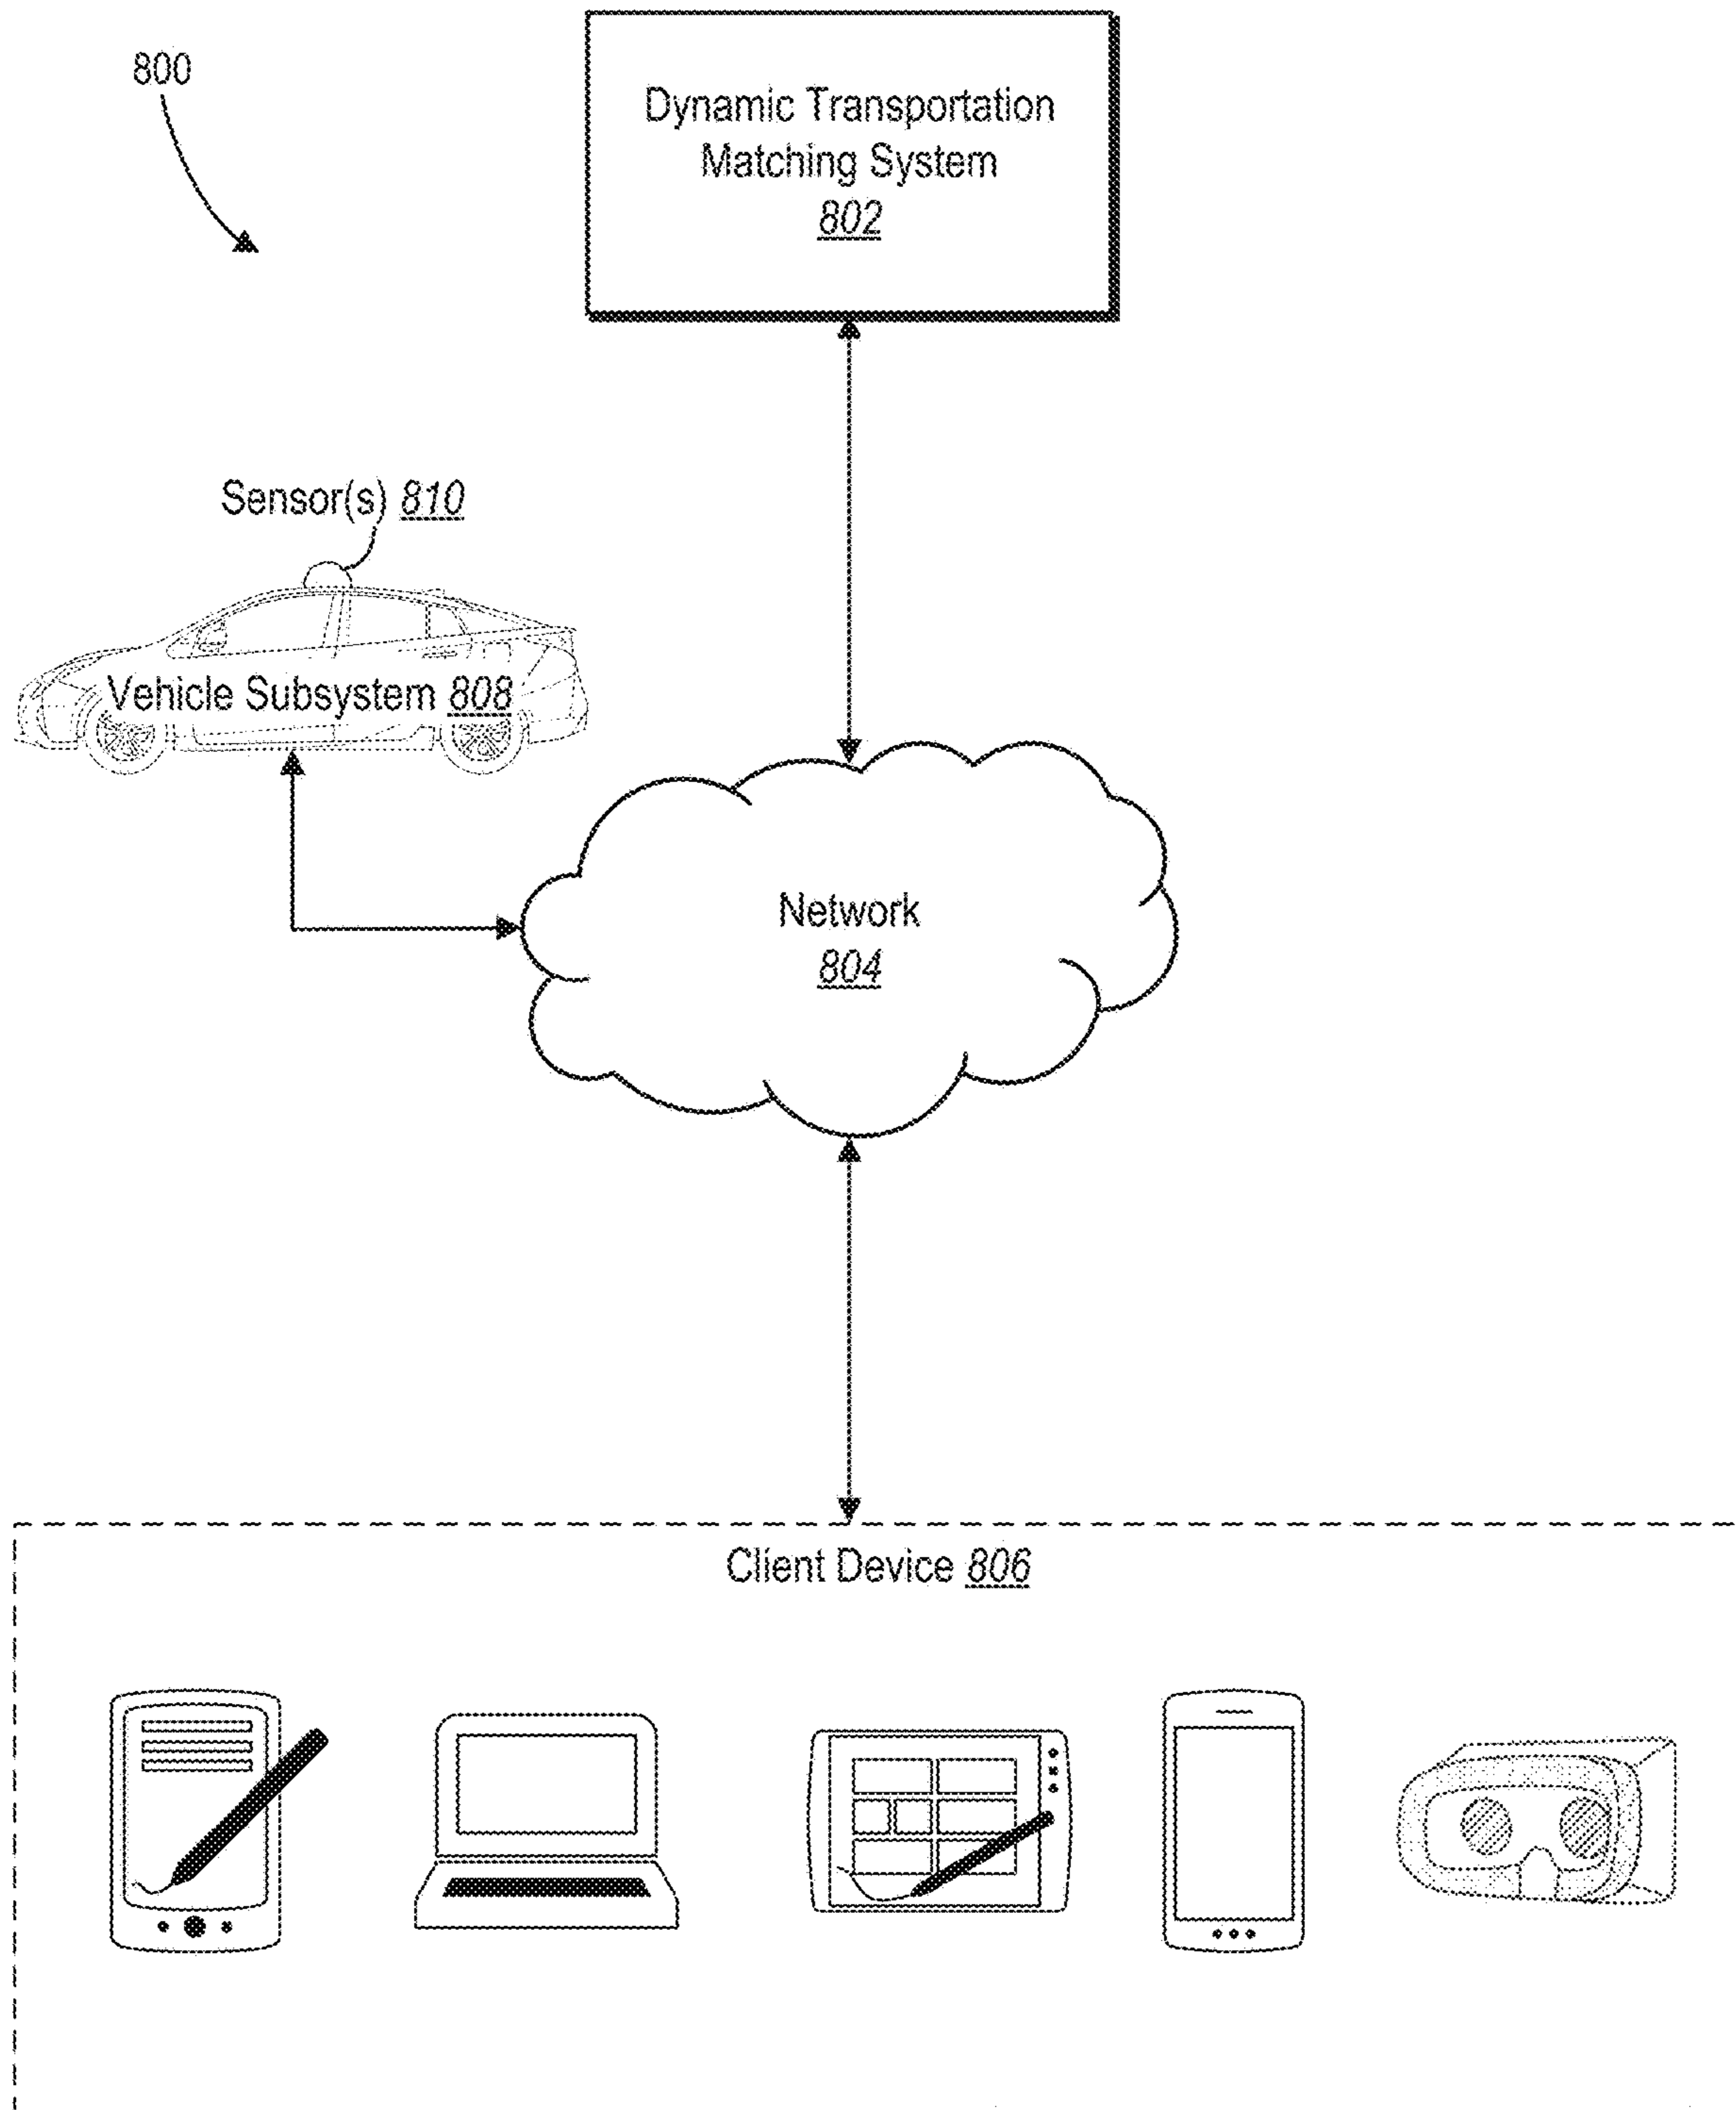 800
Dynamic Transportation
Matching System
802
Sensor(s) 810
Vehicle Subsystem 808
Network
804
Client Device 806